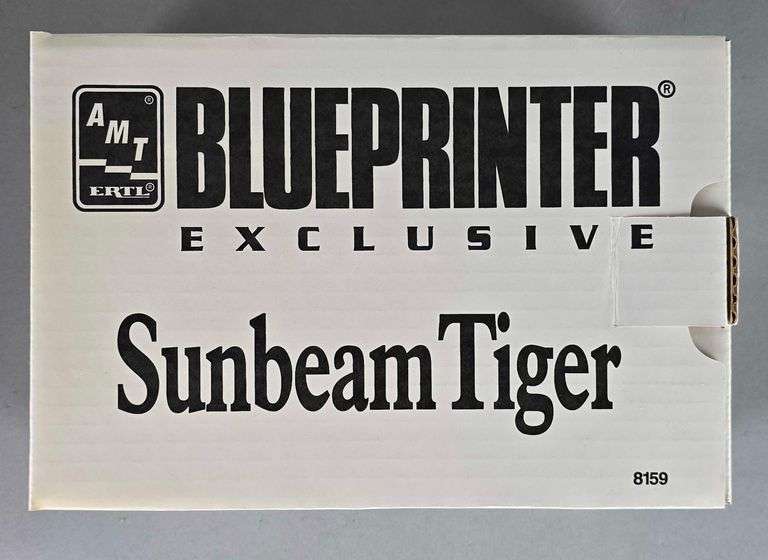 AMT®
ERTL®
BLUEPRINTER®
EXCLUSIVE
Sunbeam Tiger
8159